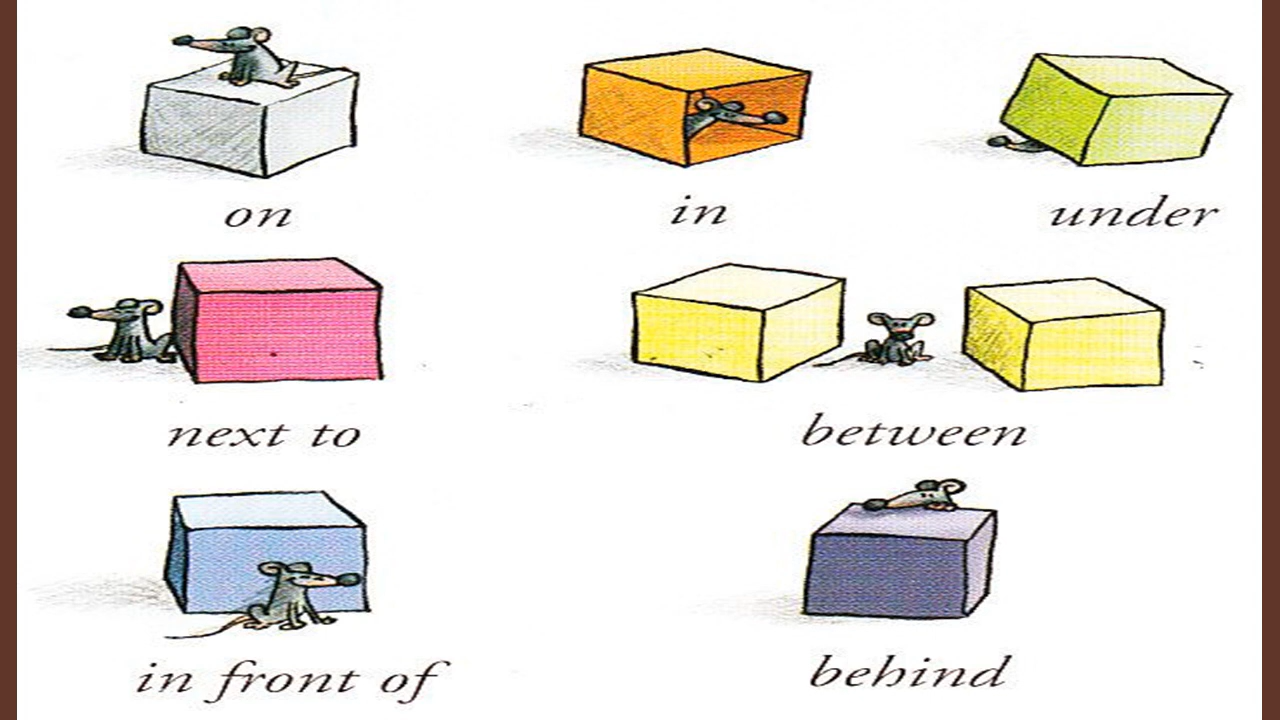 on
in
under
next to
between
in front of
behind